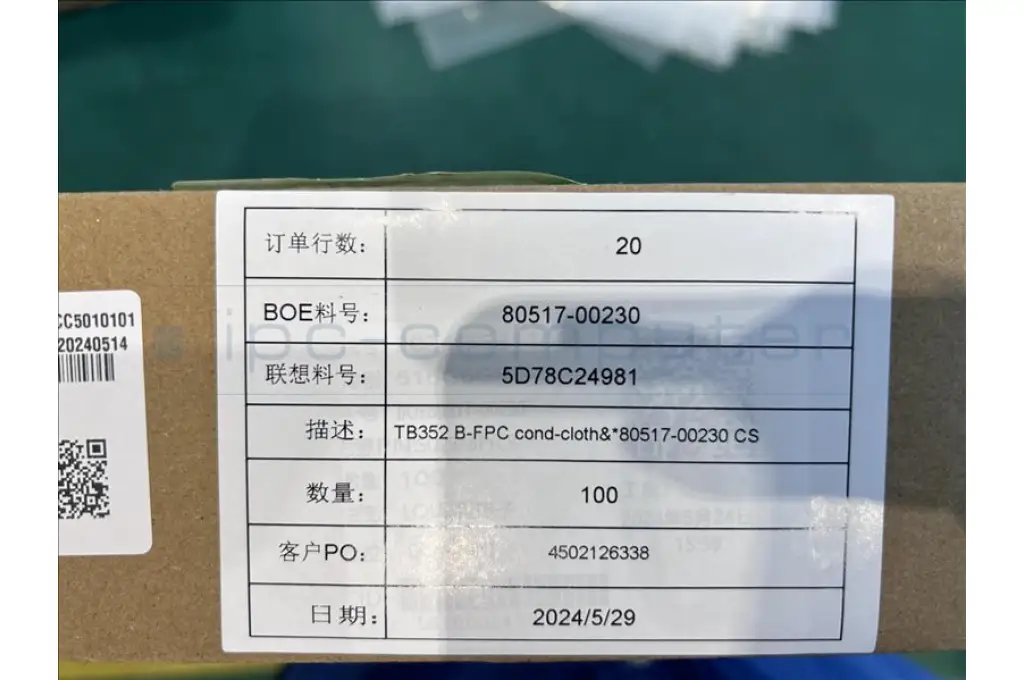 订单行数： 20
BOE料号： 80517-00230
联想料号： 5D78C24981
描述： TB352 B-FPC cond-cloth&*80517-00230 CS
数量： 100
客户PO： 4502126338
日期： 2024/5/29
CC5010101
20240514
ipc-computer